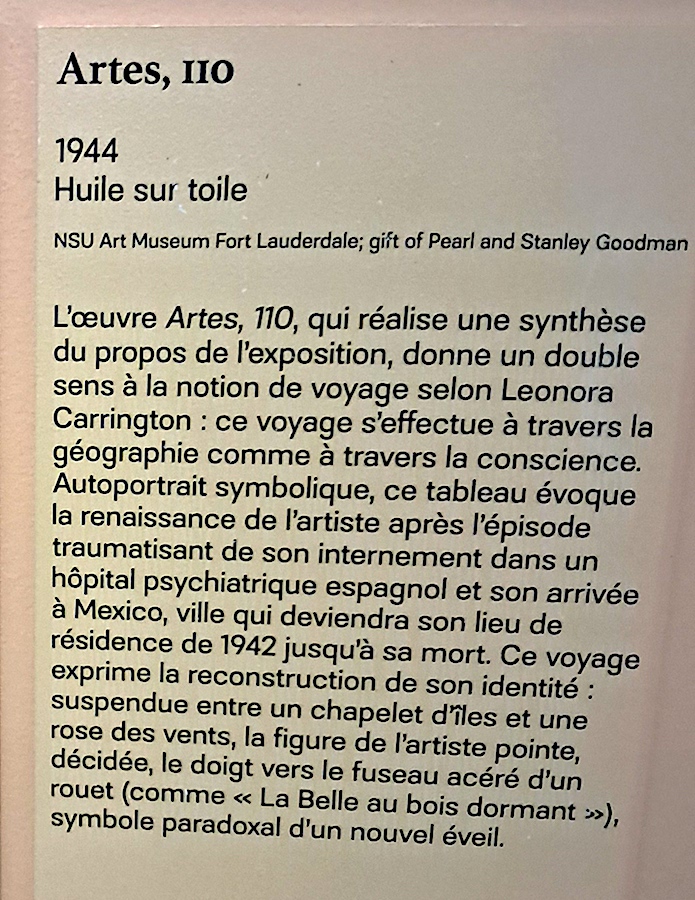 Artes, 110
1944
Huile sur toile
NSU Art Museum Fort Lauderdale; gift of Pearl and Stanley Goodman
L'œuvre Artes, 110, qui réalise une synthèse
du propos de l'exposition, donne un double
sens à la notion de voyage selon Leonora
Carrington : ce voyage s'effectue à travers la
géographie comme à travers la conscience.
Autoportrait symbolique, ce tableau évoque
la renaissance de l'artiste après l'épisode
traumatisant de son internement dans un
hôpital psychiatrique espagnol et son arrivée
à Mexico, ville qui deviendra son lieu de
résidence de 1942 jusqu'à sa mort. Ce voyage
exprime la reconstruction de son identité :
suspendue entre un chapelet d'îles et une
rose des vents, la figure de l'artiste pointe,
décidée, le doigt vers le fuseau acéré d'un
rouet (comme « La Belle au bois dormant »),
symbole paradoxal d'un nouvel éveil.